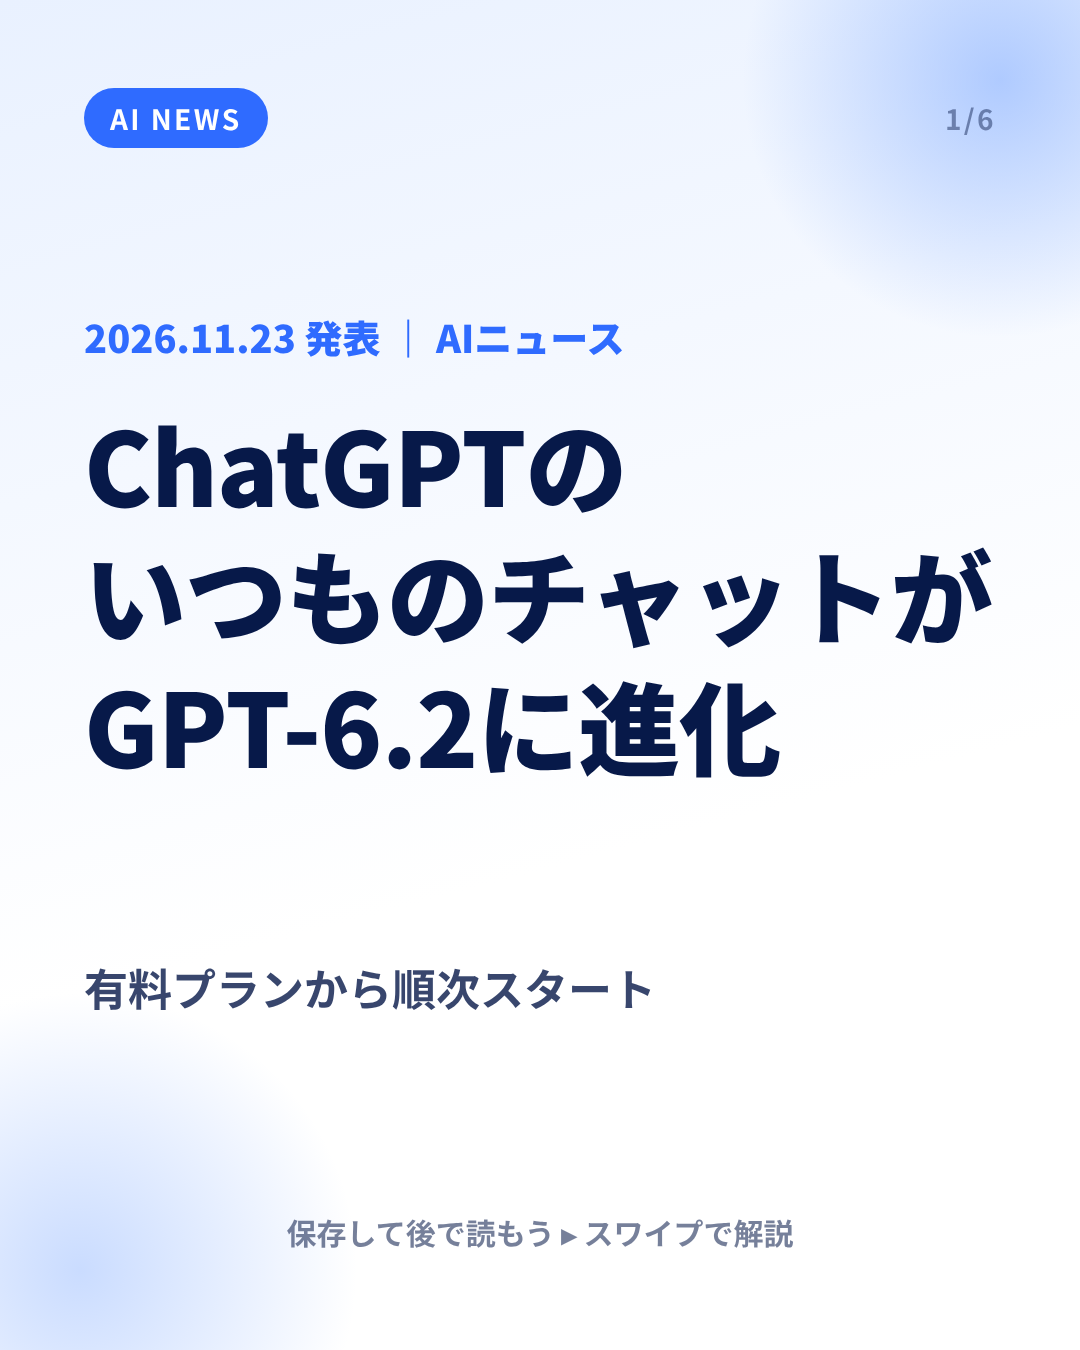 AI NEWS
1/6
2026.11.23 発表 ｜ AIニュース
ChatGPTの
いつものチャットが
GPT-6.2に進化
有料プランから順次スタート
保存して後で読もう ▸ スワイプで解説